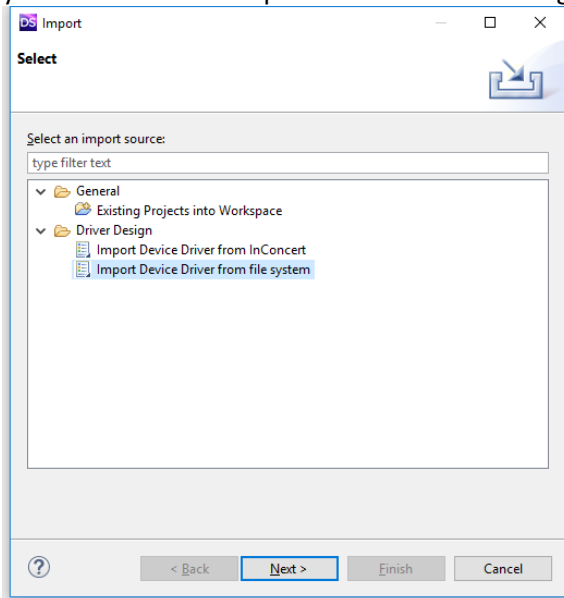 DS Import
Select
Select an import source:
type filter text
General
Existing Projects into Workspace
Driver Design
Import Device Driver from InConcert
Import Device Driver from file system
?
< Back Next > Finish Cancel